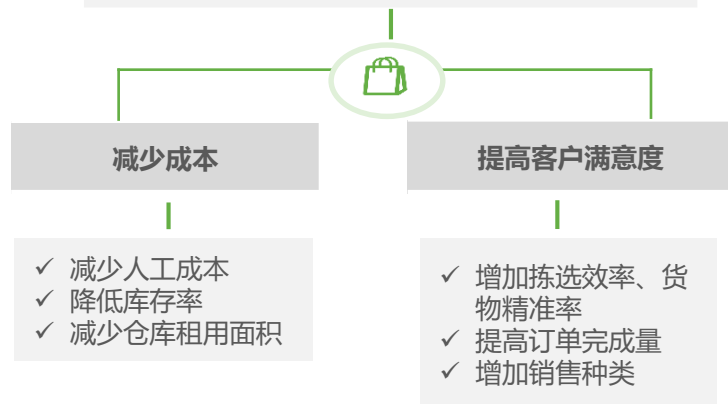 减少成本
提高客户满意度
✓ 减少人工成本
✓ 降低库存率
✓ 减少仓库租用面积
✓ 增加拣选效率、货
物精准率
✓ 提高订单完成量
✓ 增加销售种类